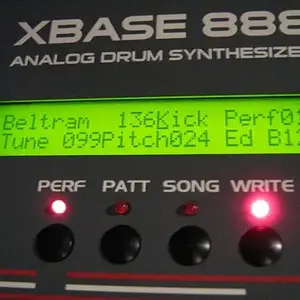 XBASE 888
ANALOG DRUM SYNTHESIZE
Beltram 136Kick Perf01
Tune 099Pitch024 Ed B12
PERF PATT SONG WRITE